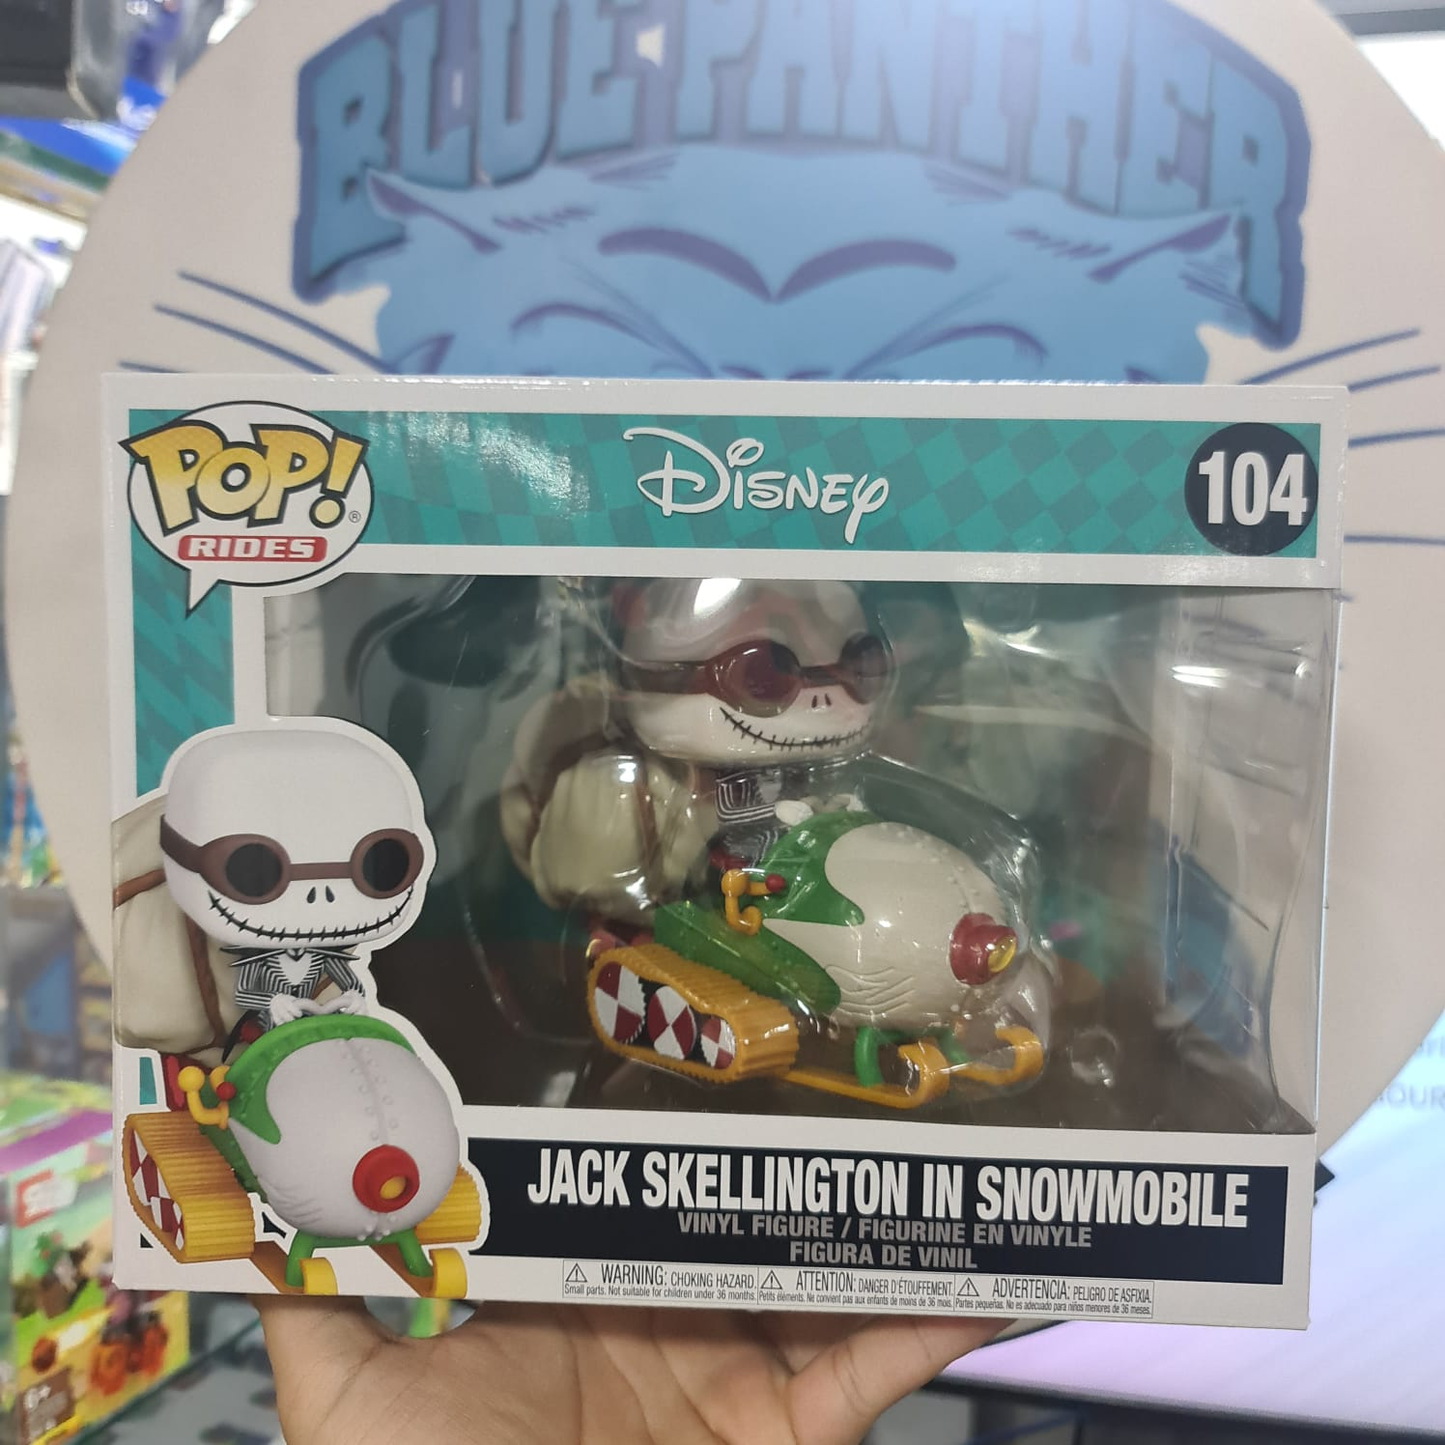 BLUE PANTHER
POP!®
RIDES
Disney
104
JACK SKELLINGTON IN SNOWMOBILE
VINYL FIGURE / FIGURINE EN VINYLE
FIGURA DE VINIL
WARNING: CHOKING HAZARD.
Small parts. Not suitable for children under 36 months.
ATTENTION: DANGER D'ÉTOUFFEMENT.
Petits éléments. Ne convient pas aux enfants de moins de 36 mois.
ADVERTENCIA: PELIGRO DE ASFIXIA.
Partes pequeñas. No es adecuado para niños menores de 36 meses.